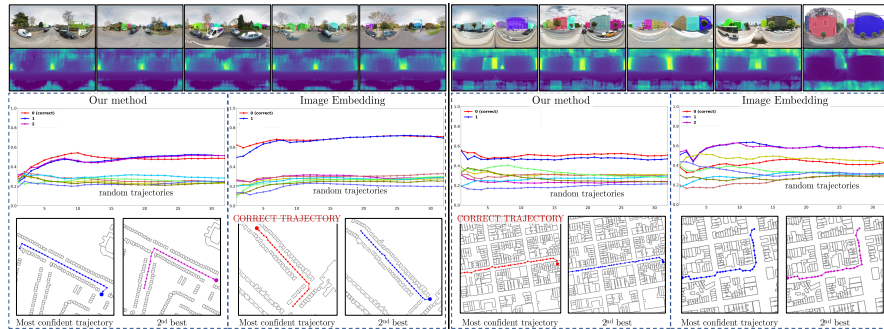 Our method
Image Embedding
Our method
Image Embedding
0 (correct)
1
2
0 (correct)
1
0 (correct)
1
0 (correct)
1
2
random trajectories
random trajectories
random trajectories
random trajectories
CORRECT TRAJECTORY
CORRECT TRAJECTORY
Most confident trajectory
2nd best
Most confident trajectory
2nd best
Most confident trajectory
2nd best
Most confident trajectory
2nd best